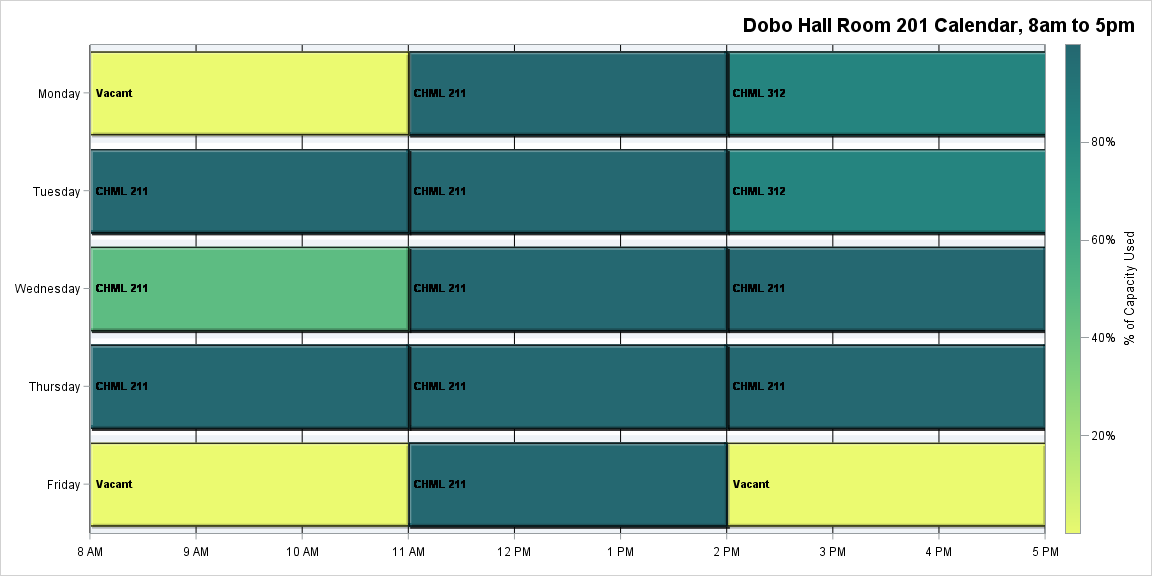 Dobo Hall Room 201 Calendar, 8am to 5pm
Monday
Vacant
CHML 211
CHML 312
Tuesday
CHML 211
CHML 211
CHML 312
Wednesday
CHML 211
CHML 211
CHML 211
Thursday
CHML 211
CHML 211
CHML 211
Friday
Vacant
CHML 211
Vacant
8 AM
9 AM
10 AM
11 AM
12 PM
1 PM
2 PM
3 PM
4 PM
5 PM
80%
60%
40%
20%
% of Capacity Used